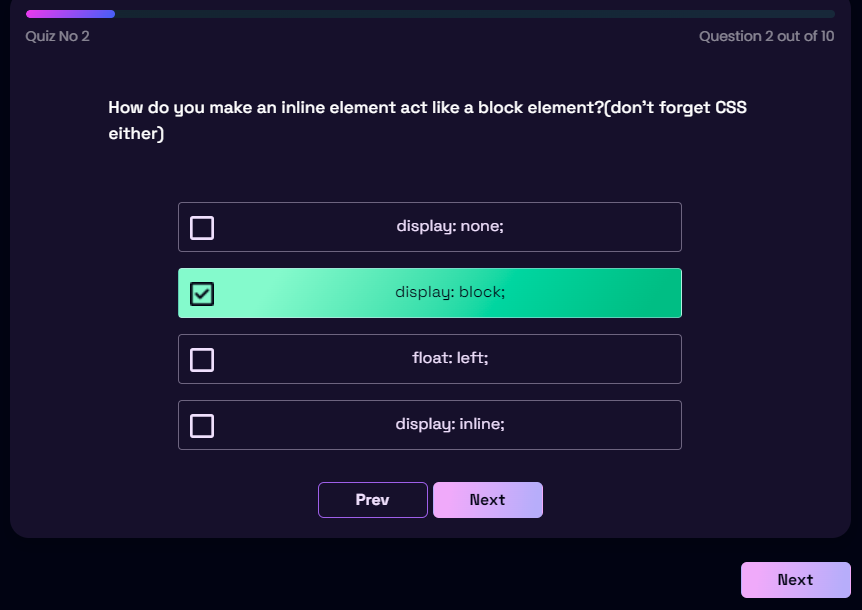 Quiz No 2
Question 2 out of 10
How do you make an inline element act like a block element?(don't forget CSS
either)
display: none;
display: block;
float: left;
display: inline;
Prev
Next
Next